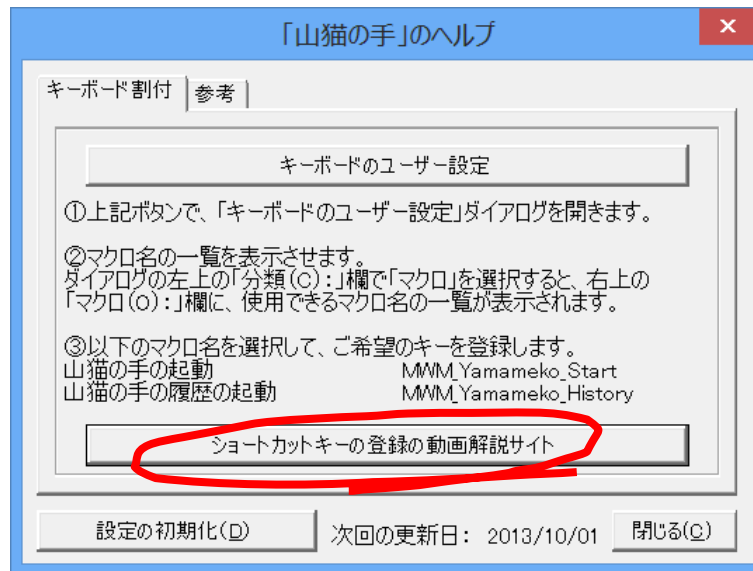 「山猫の手」のヘルプ
キーボード割付
参考
キーボードのユーザー設定
①上記ボタンで、「キーボードのユーザー設定」ダイアログを開きます。
②マクロ名の一覧を表示させます。
ダイアログの左上の「分類(C):」欄で「マクロ」を選択すると、右上の
「マクロ(O):」欄に、使用できるマクロ名の一覧が表示されます。
③以下のマクロ名を選択して、ご希望のキーを登録します。
山猫の手の起動 MWM_Yamameko_Start
山猫の手の履歴の起動 MWM_Yamameko_History
ショートカットキーの登録の動画解説サイト
設定の初期化(D) 次回の更新日: 2013/10/01 閉じる(C)